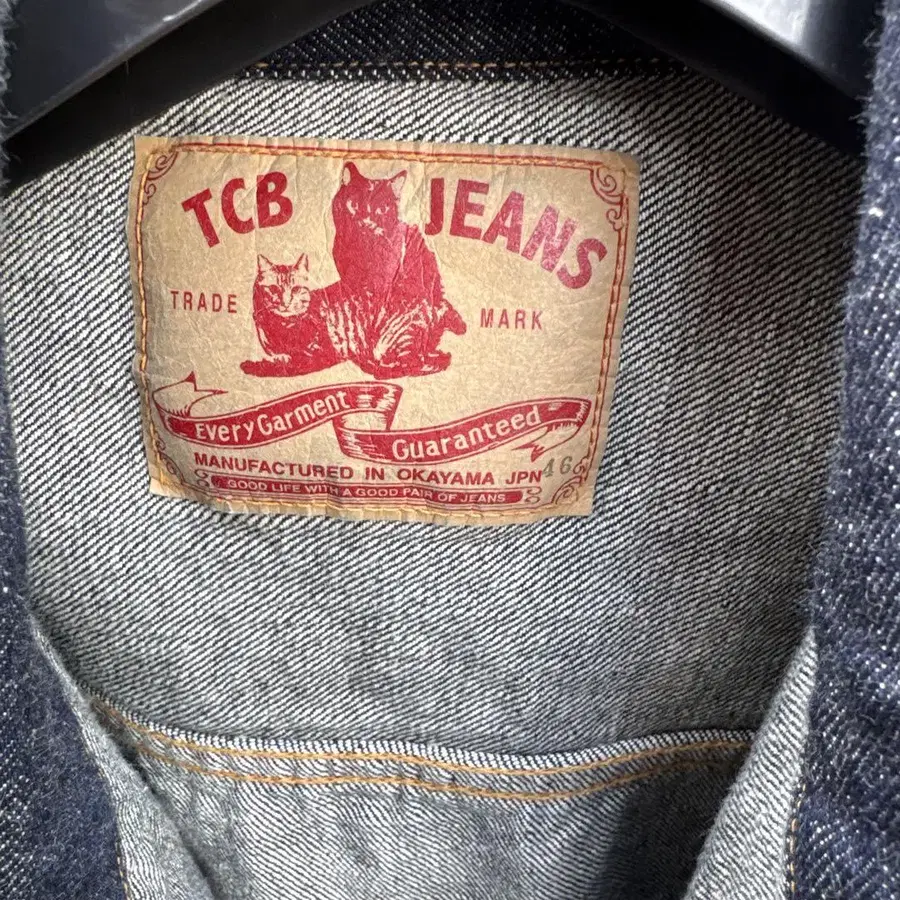 TCB JEANS
TRADE MARK
Every Garment
Guaranteed
MANUFACTURED IN OKAYAMA JPN
46
GOOD LIFE WITH A GOOD PAIR OF JEANS